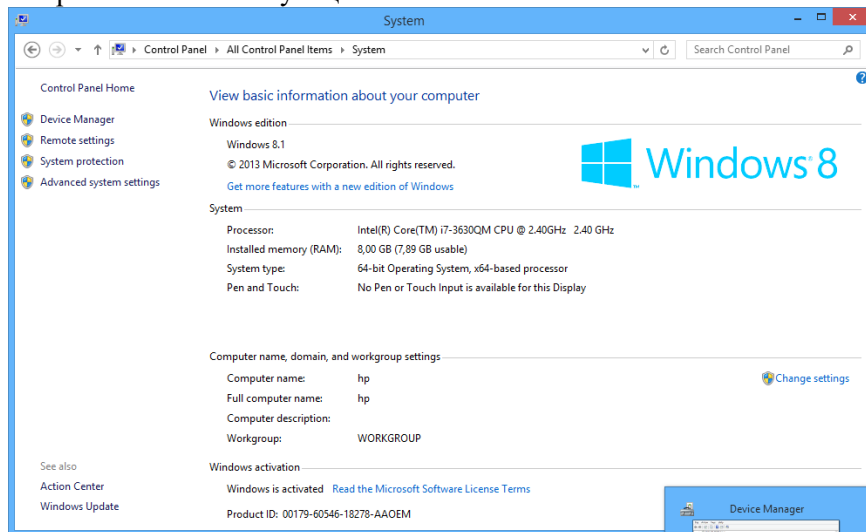 System
Control Panel ▸ All Control Panel Items ▸ System
Search Control Panel
Control Panel Home
Device Manager
Remote settings
System protection
Advanced system settings
View basic information about your computer
Windows edition
Windows 8.1
© 2013 Microsoft Corporation. All rights reserved.
Get more features with a new edition of Windows
Windows 8
System
Processor: Intel(R) Core(TM) i7-3630QM CPU @ 2.40GHz 2.40 GHz
Installed memory (RAM): 8,00 GB (7,89 GB usable)
System type: 64-bit Operating System, x64-based processor
Pen and Touch: No Pen or Touch Input is available for this Display
Computer name, domain, and workgroup settings
Computer name: hp
Change settings
Full computer name: hp
Computer description:
Workgroup: WORKGROUP
See also
Action Center
Windows Update
Windows activation
Windows is activated Read the Microsoft Software License Terms
Product ID: 00179-60546-18278-AAOEM
Device Manager